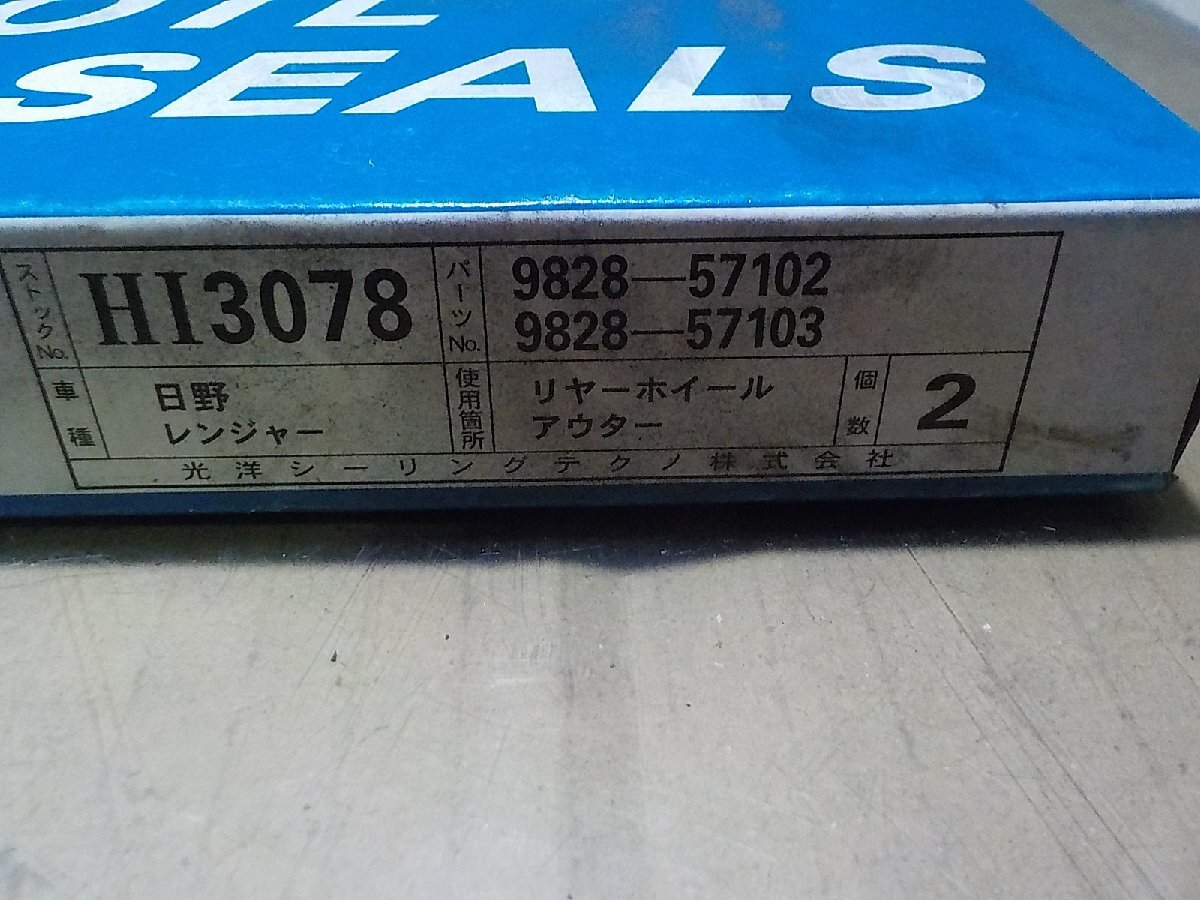 OIL
SEALS
ストックNo.
HI3078
パーツNo.
9828—57102
9828—57103
車種
日野
レンジャー
使用箇所
リヤーホイール
アウター
個数
2
光洋シーリングテクノ株式会社